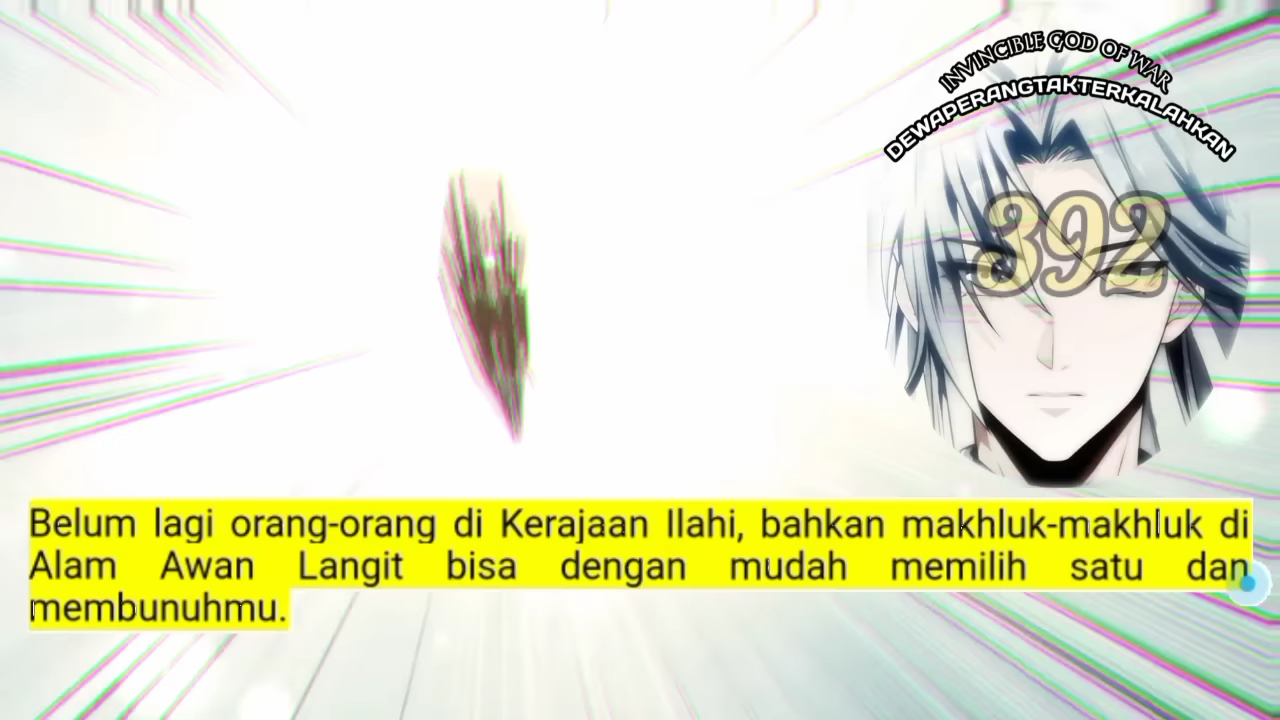 INVINCIBLE GOD OF WAR
DEWAPERANGTAKTERKALAHKAN
392
Belum lagi orang-orang di Kerajaan Ilahi, bahkan makhluk-makhluk di
Alam Awan Langit bisa dengan mudah memilih satu dan
membunuhmu.